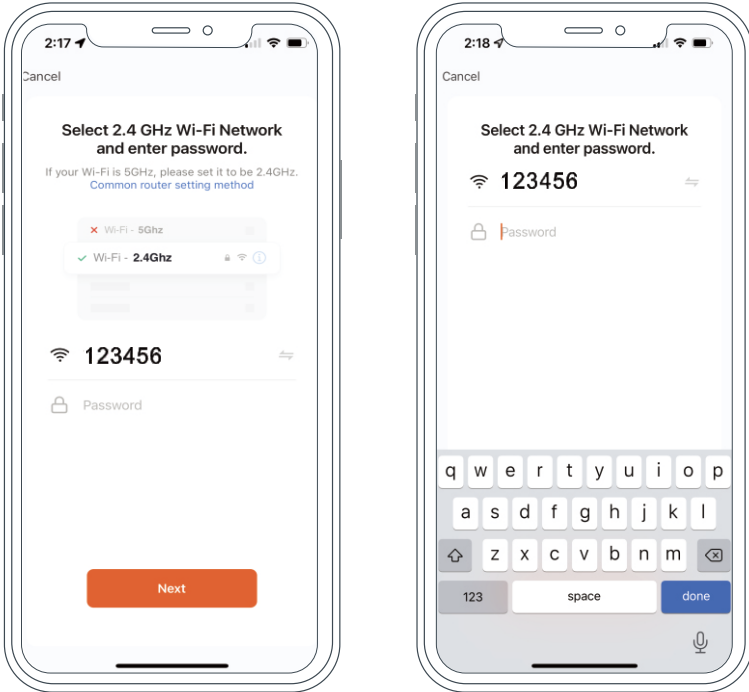 2:17
Cancel
Select 2.4 GHz Wi-Fi Network
and enter password.
If your Wi-Fi is 5GHz, please set it to be 2.4GHz.
Common router setting method
Wi-Fi - 5Ghz
Wi-Fi - 2.4Ghz
123456
Password
Next
2:18
Cancel
Select 2.4 GHz Wi-Fi Network
and enter password.
123456
Password
q w e r t y u i o p
a s d f g h j k l
z x c v b n m
123 space done